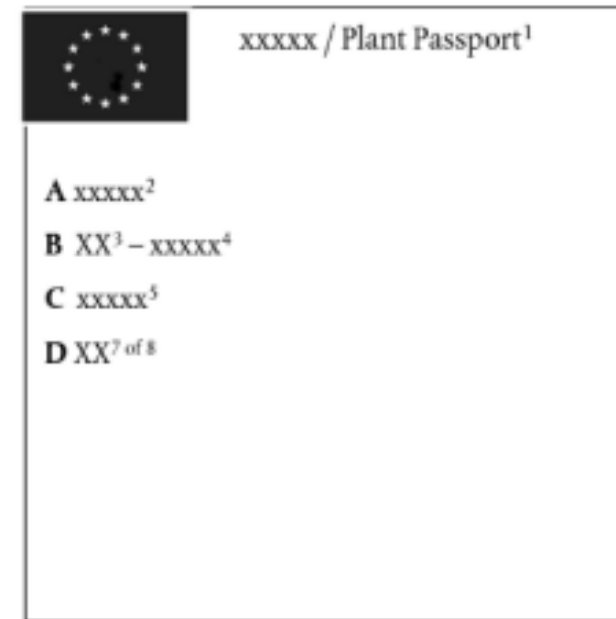 xxxxx / Plant Passport¹
A xxxxx²
B XX³ – xxxxx⁴
C xxxxx⁵
D XX⁷ ᵒᶠ ⁸